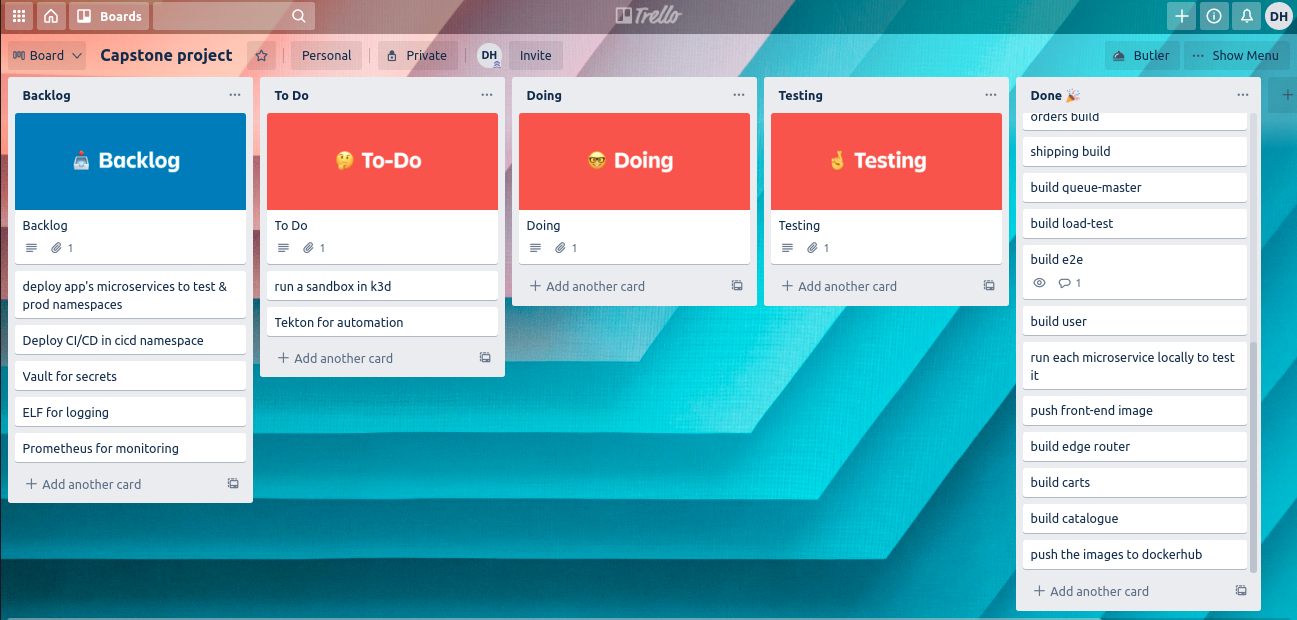 Boards
Trello
DH
Board
Capstone project
Personal
Private
DH
Invite
Butler
Show Menu
Backlog
Backlog
Backlog
1
deploy app's microservices to test &
prod namespaces
Deploy CI/CD in cicd namespace
Vault for secrets
ELF for logging
Prometheus for monitoring
Add another card
To Do
To-Do
To Do
1
run a sandbox in k3d
Tekton for automation
Add another card
Doing
Doing
Doing
1
Add another card
Testing
Testing
Testing
1
Add another card
Done 🎉
orders build
shipping build
build queue-master
build load-test
build e2e
1
build user
run each microservice locally to test
it
push front-end image
build edge router
build carts
build catalogue
push the images to dockerhub
Add another card